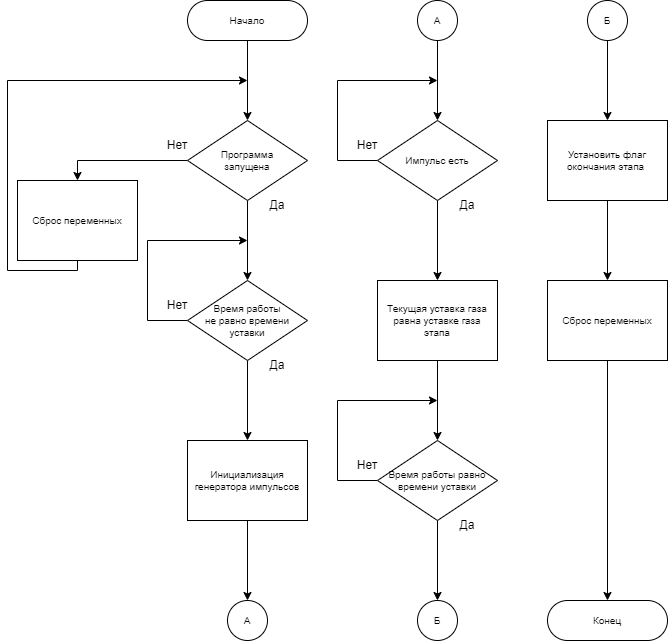 Начало
Нет
Программа
запущена
Да
Сброс переменных
Нет
Время работы
не равно времени
уставки
Да
Инициализация
генератора импульсов
А
А
Нет
Импульс есть
Да
Текущая уставка газа
равна уставке газа
этапа
Нет
Время работы равно
времени уставки
Да
Б
Б
Установить флаг
окончания этапа
Сброс переменных
Конец